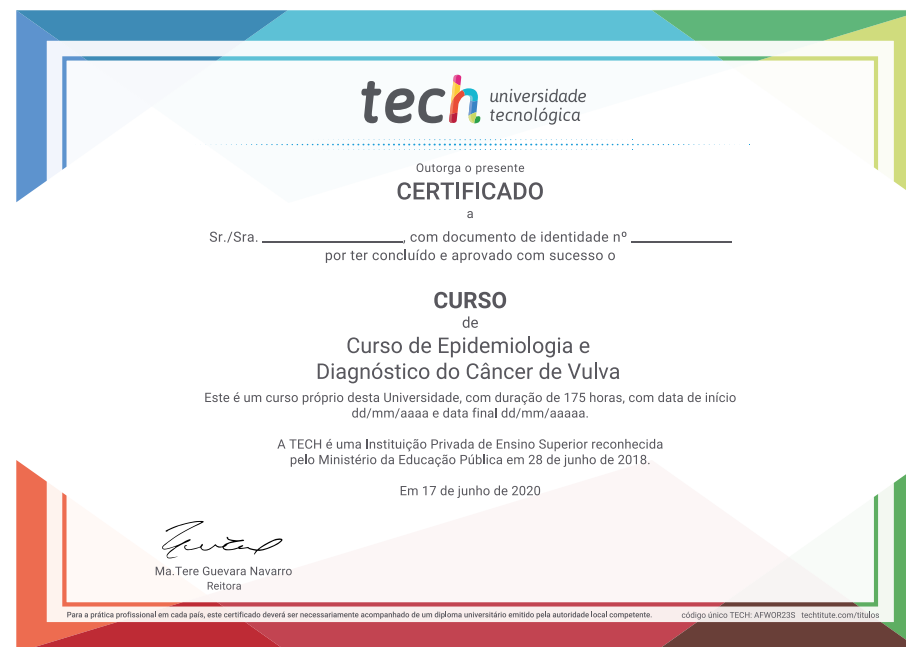 tech universidade
tecnológica
Outorga o presente
CERTIFICADO
a
Sr./Sra. ____________________, com documento de identidade nº ______________
por ter concluído e aprovado com sucesso o
CURSO
de
Curso de Epidemiologia e
Diagnóstico do Câncer de Vulva
Este é um curso próprio desta Universidade, com duração de 175 horas, com data de início
dd/mm/aaaa e data final dd/mm/aaaaa.
A TECH é uma Instituição Privada de Ensino Superior reconhecida
pelo Ministério da Educação Pública em 28 de junho de 2018.
Em 17 de junho de 2020
Ma.Tere Guevara Navarro
Reitora
Para a prática profissional em cada país, este certificado deverá ser necessariamente acompanhado de um diploma universitário emitido pela autoridade local competente. código único TECH: AFWOR23S techtitute.com/titulos